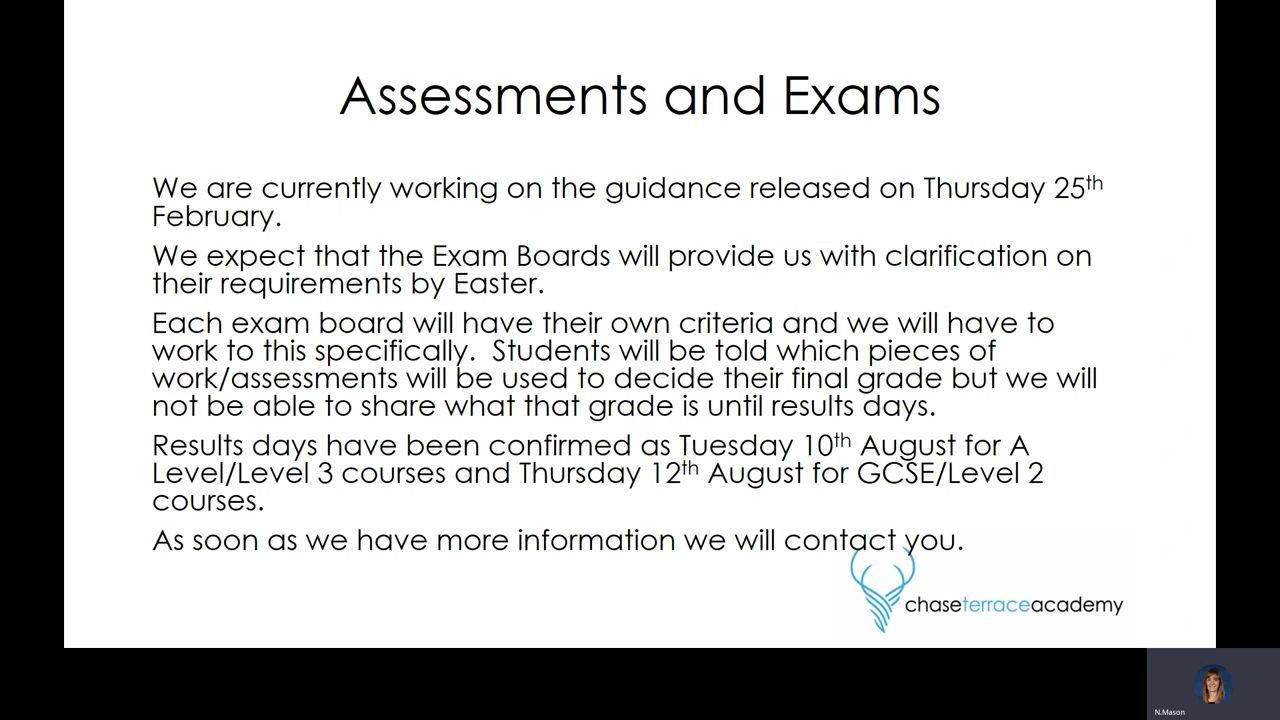 Assessments and Exams
We are currently working on the guidance released on Thursday 25th
February.
We expect that the Exam Boards will provide us with clarification on
their requirements by Easter.
Each exam board will have their own criteria and we will have to
work to this specifically.  Students will be told which pieces of
work/assessments will be used to decide their final grade but we will
not be able to share what that grade is until results days.
Results days have been confirmed as Tuesday 10th August for A
Level/Level 3 courses and Thursday 12th August for GCSE/Level 2
courses.
As soon as we have more information we will contact you.
chaseterraceacademy
N.Mason